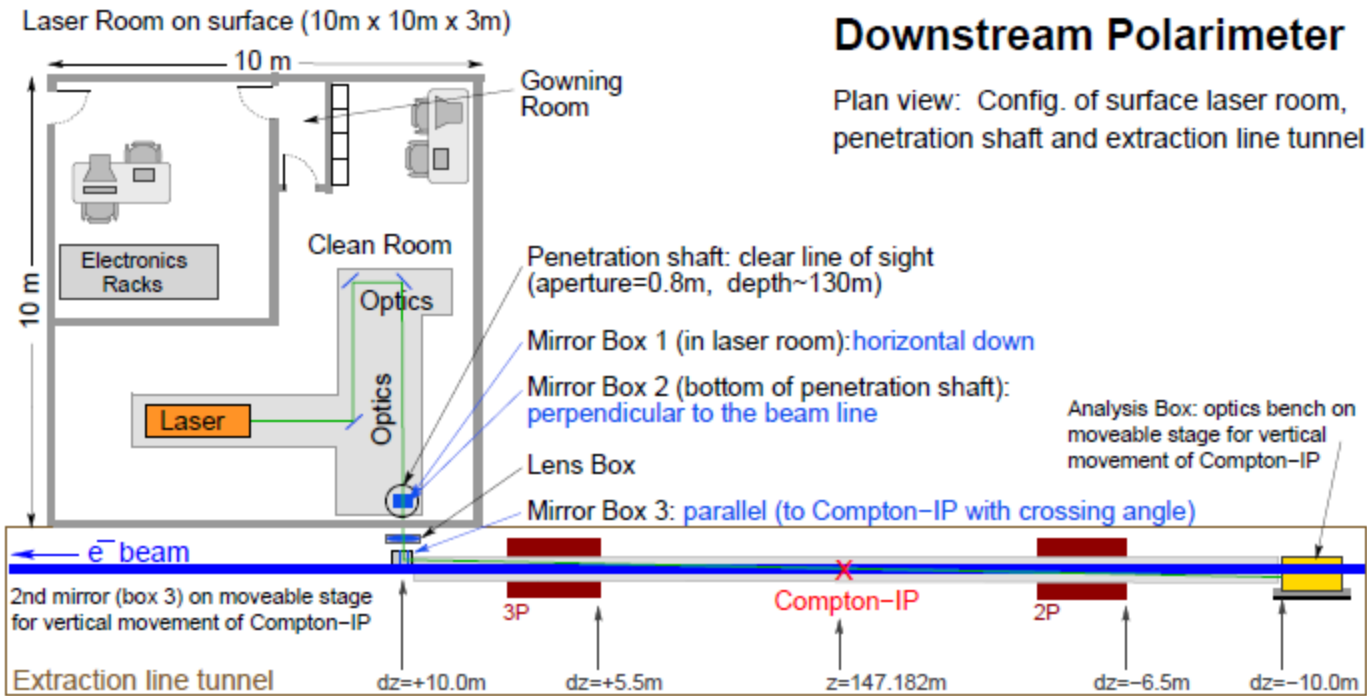 Laser Room on surface (10m x 10m x 3m)
10 m
Downstream Polarimeter
Plan view:  Config. of surface laser room,
penetration shaft and extraction line tunnel
Gowning
Room
Clean Room
Electronics
Racks
10 m
Optics
Optics
Laser
Penetration shaft: clear line of sight
(aperture=0.8m,  depth~130m)
Mirror Box 1 (in laser room):horizontal down
Mirror Box 2 (bottom of penetration shaft):
perpendicular to the beam line
Lens Box
Mirror Box 3: parallel (to Compton−IP with crossing angle)
Analysis Box: optics bench on
moveable stage for vertical
movement of Compton−IP
e⁻ beam
2nd mirror (box 3) on moveable stage
for vertical movement of Compton−IP
3P
X
Compton−IP
2P
Extraction line tunnel
dz=+10.0m
dz=+5.5m
z=147.182m
dz=−6.5m
dz=−10.0m